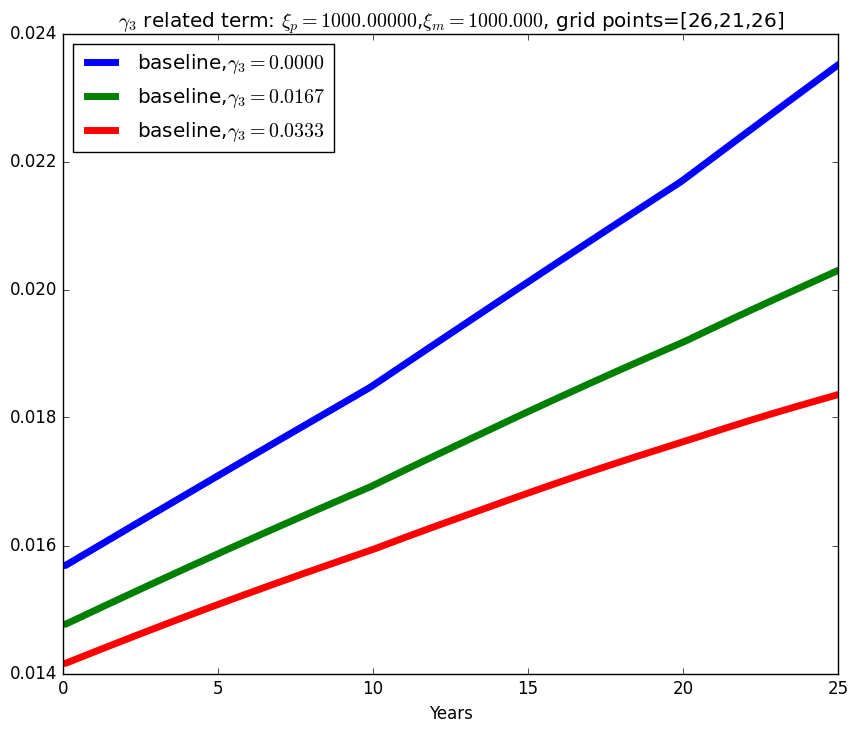 γ₃ related term: ξₚ = 1000.00000,ξₘ = 1000.000, grid points=[26,21,26]
baseline,γ₃ = 0.0000
baseline,γ₃ = 0.0167
baseline,γ₃ = 0.0333
0.024
0.022
0.020
0.018
0.016
0.014
0 5 10 15 20 25
Years